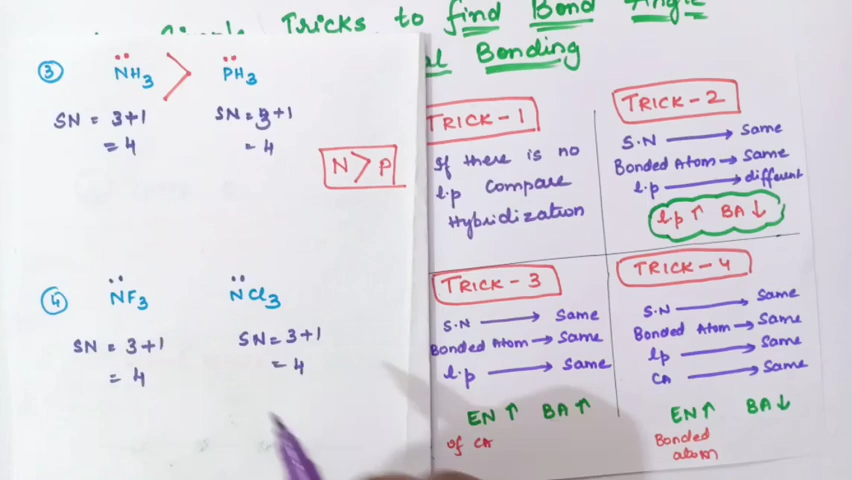 Tricks to find Bond Angle
Bonding
3 NH3 > PH3
SN = 3+1 SN = 3+1
= 4 = 4
N > P
4 NF3 NCl3
SN = 3+1 SN = 3+1
= 4 = 4
TRICK-1
If there is no
l.p compare
Hybridization
TRICK-2
S.N → Same
Bonded Atom → Same
l.p → different
lp ↑ BA ↓
TRICK-3
S.N → Same
Bonded Atom → Same
l.p → Same
EN ↑ BA ↑
of CA
TRICK-4
S.N → Same
Bonded Atom → Same
lp → Same
CA → Same
EN ↑ BA ↓
Bonded
atom